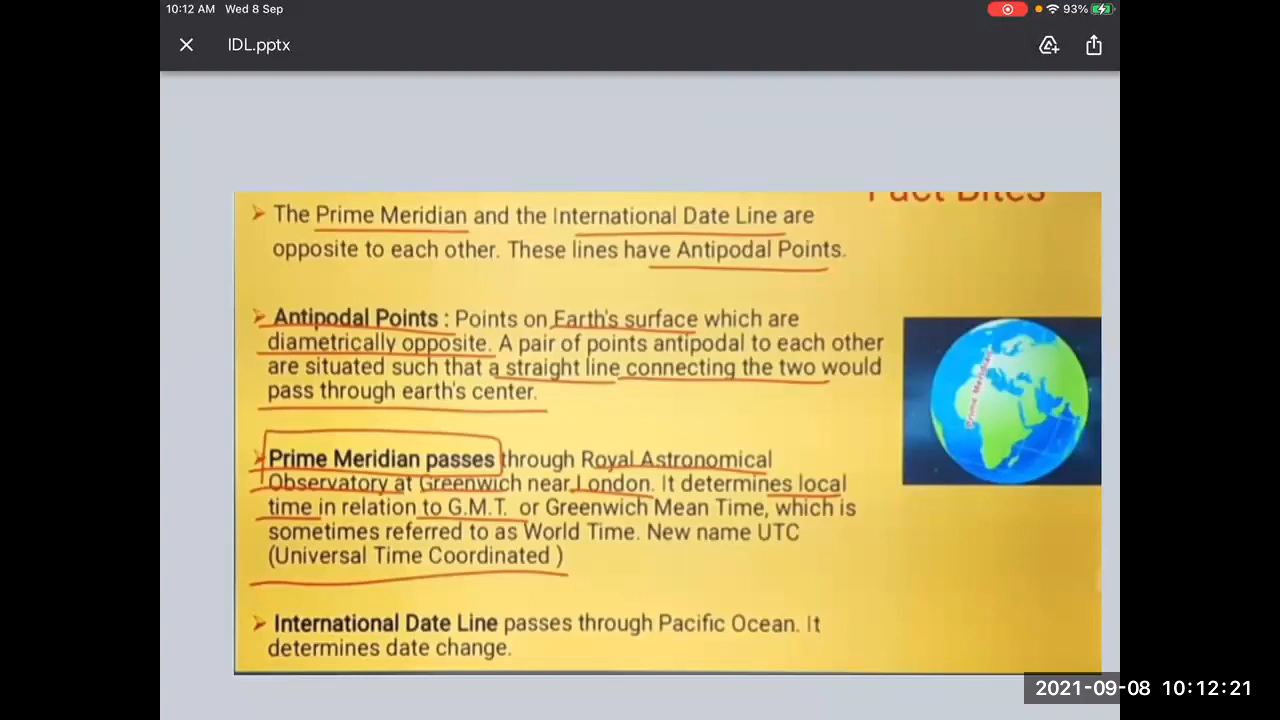 10:12 AM Wed 8 Sep
93%
IDL.pptx
Fact Bites
➢ The Prime Meridian and the International Date Line are
opposite to each other. These lines have Antipodal Points.
➢ Antipodal Points : Points on Earth's surface which are
diametrically opposite. A pair of points antipodal to each other
are situated such that a straight line connecting the two would
pass through earth's center.
➢ Prime Meridian passes through Royal Astronomical
Observatory at Greenwich near London. It determines local
time in relation to G.M.T. or Greenwich Mean Time, which is
sometimes referred to as World Time. New name UTC
(Universal Time Coordinated )
➢ International Date Line passes through Pacific Ocean. It
determines date change.
Prime Meridian
2021-09-08 10:12:21